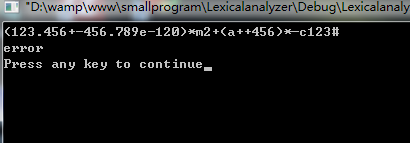 "D:\wamp\www\smallprogram\Lexicalanalyzer\Debug\Lexicalanaly
(123.456+-456.789e-120)*m2+(a++456)*-c123#
error
Press any key to continue